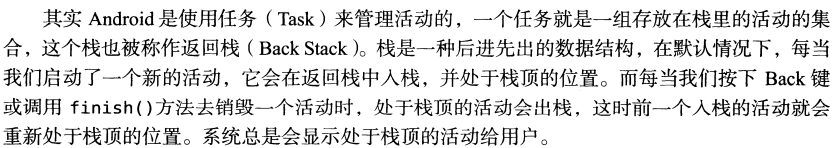 其实 Android 是使用任务（Task）来管理活动的，一个任务就是一组存放在栈里的活动的集
合，这个栈也被称作返回栈（Back Stack）。栈是一种后进先出的数据结构，在默认情况下，每当
我们启动了一个新的活动，它会在返回栈中入栈，并处于栈顶的位置。而每当我们按下 Back 键
或调用 finish()方法去销毁一个活动时，处于栈顶的活动会出栈，这时前一个入栈的活动就会
重新处于栈顶的位置。系统总是会显示处于栈顶的活动给用户。